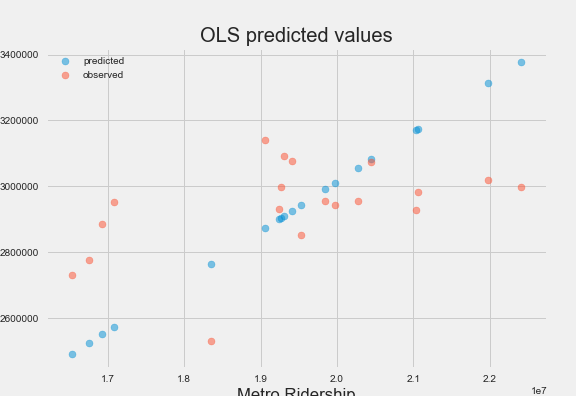 OLS predicted values
3400000
predicted
observed
3200000
3000000
2800000
2600000
1.7 1.8 1.9 2.0 2.1 2.2
1e7
Metro Ridership